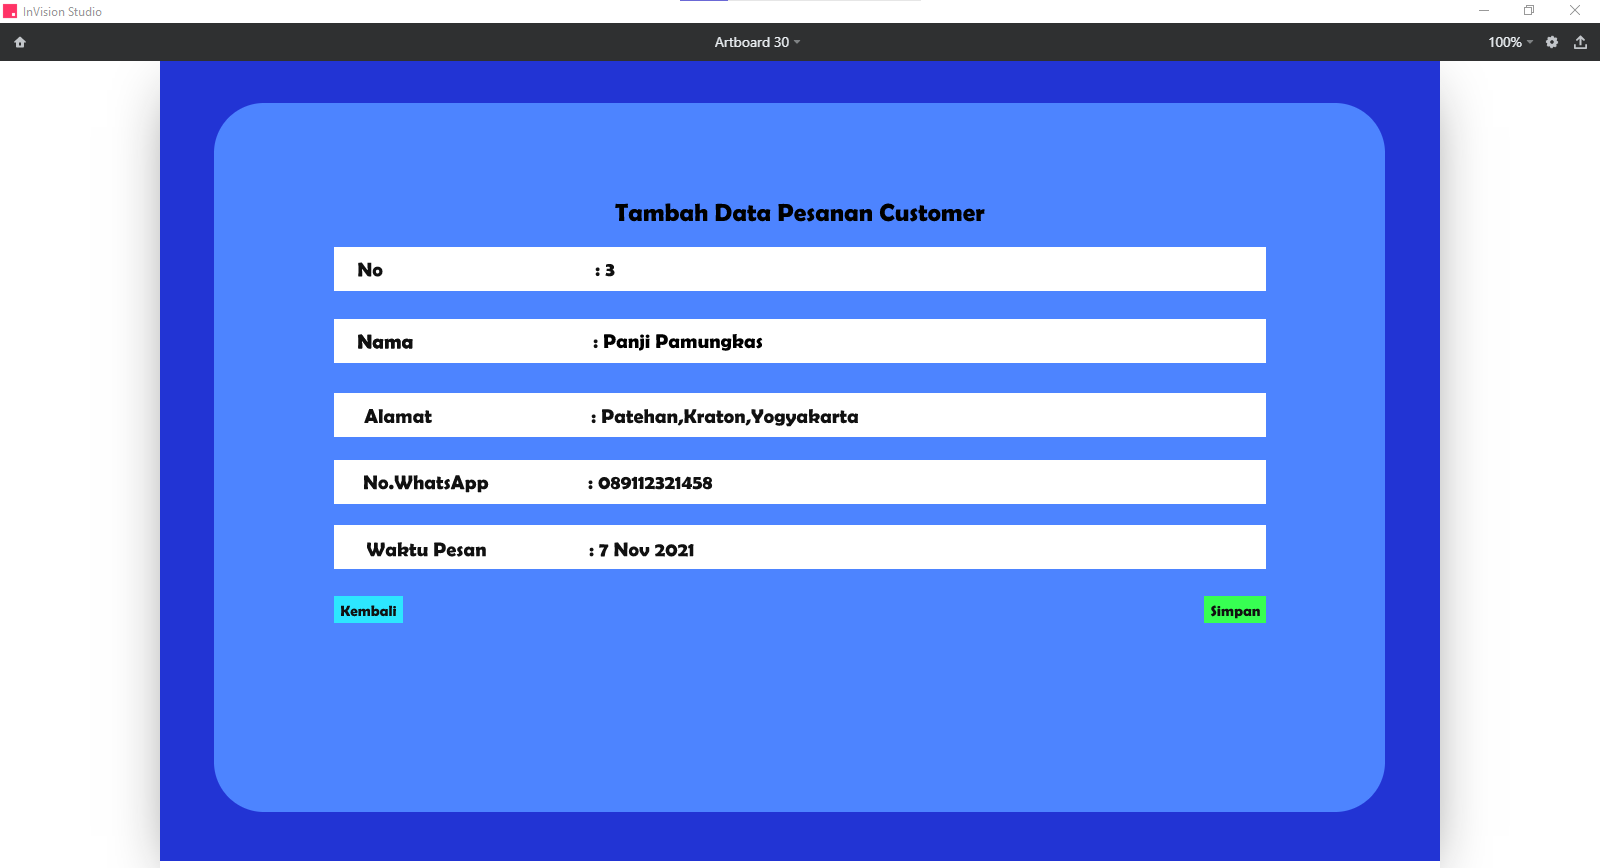 InVision Studio
Artboard 30
100%
Tambah Data Pesanan Customer
No : 3
Nama : Panji Pamungkas
Alamat : Patehan,Kraton,Yogyakarta
No.WhatsApp : 089112321458
Waktu Pesan : 7 Nov 2021
Kembali
Simpan